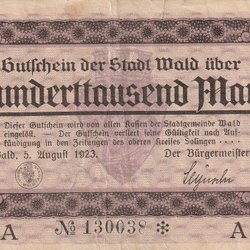 Gutschein der Stadt Wald über
hunderttausend Mark
Dieser Gutschein wird von allen Kassen der Stadtgemeinde Wald
eingelöst. Der Gutschein verliert seine Gültigkeit nach Auf-
kündigung in den Zeitungen des oberen Kreises Solingen
Wald, 5. August 1923. Der Bürgermeister
A № 130038 ✻ A